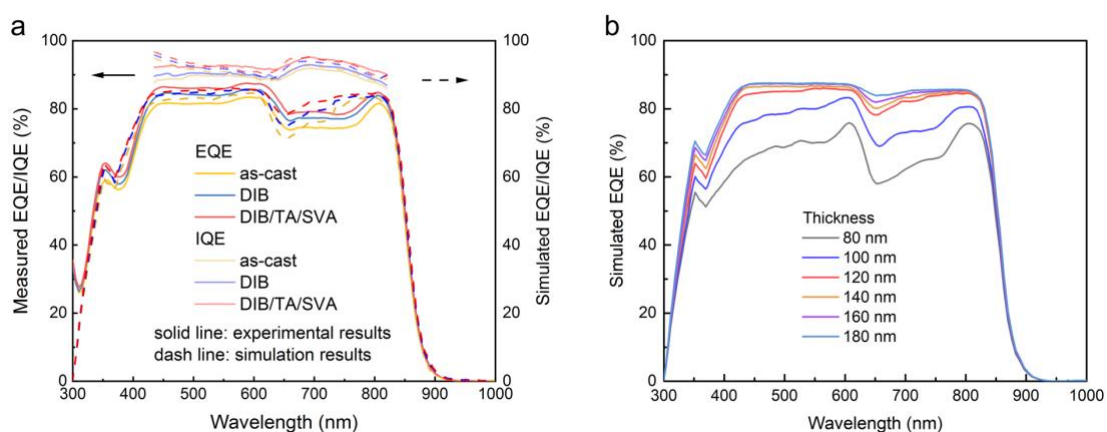 a
Measured EQE/IQE (%)
100
80
60
40
20
0
EQE
as-cast
DIB
DIB/TA/SVA
IQE
as-cast
DIB
DIB/TA/SVA
solid line: experimental results
dash line: simulation results
100
80
60
40
20
0
Simulated EQE/IQE (%)
300 400 500 600 700 800 900 1000
Wavelength (nm)
b
Simulated EQE (%)
100
80
60
40
20
0
Thickness
80 nm
100 nm
120 nm
140 nm
160 nm
180 nm
300 400 500 600 700 800 900 1000
Wavelength (nm)